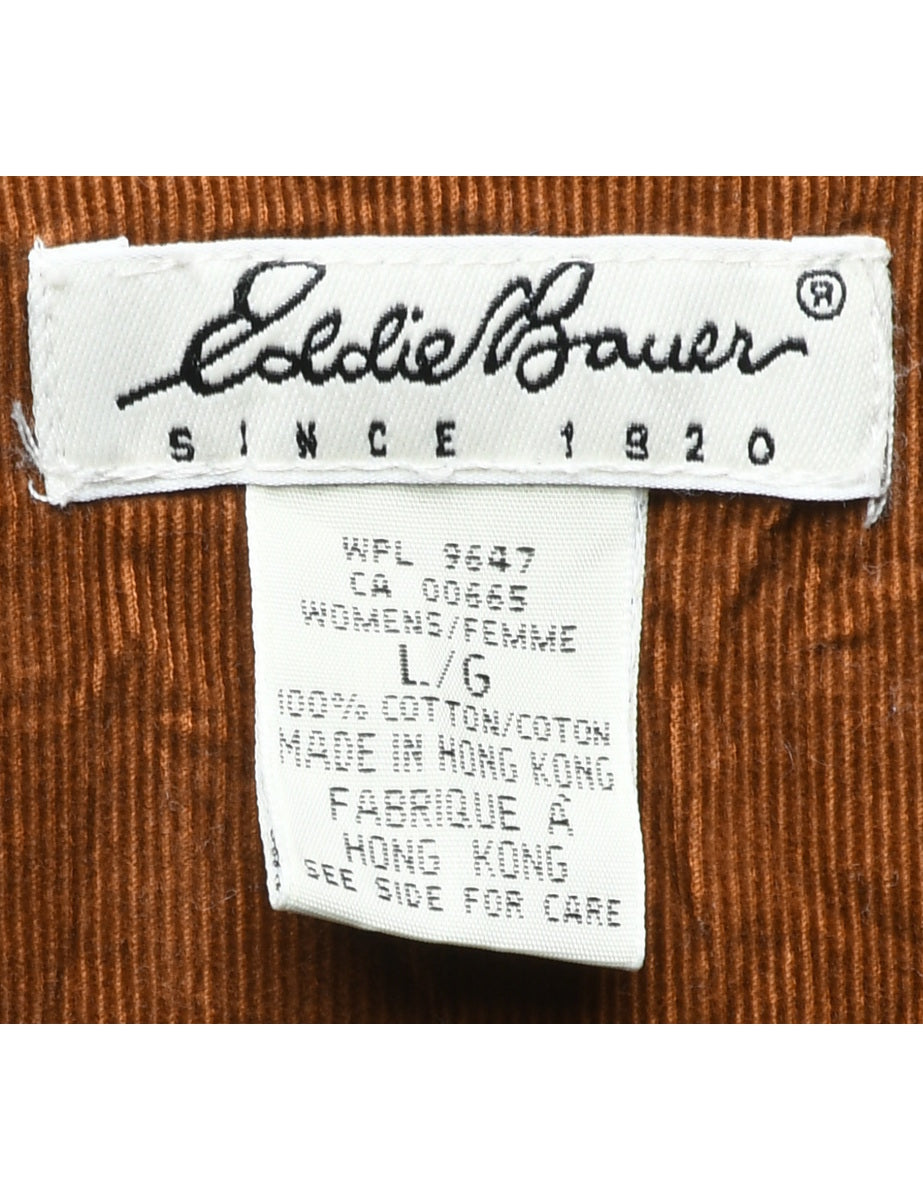 Eddie Bauer ®
SINCE 1920
WPL 9647
CA 00665
WOMENS/FEMME
L/G
100% COTTON/COTON
MADE IN HONG KONG
FABRIQUE À
HONG KONG
SEE SIDE FOR CARE